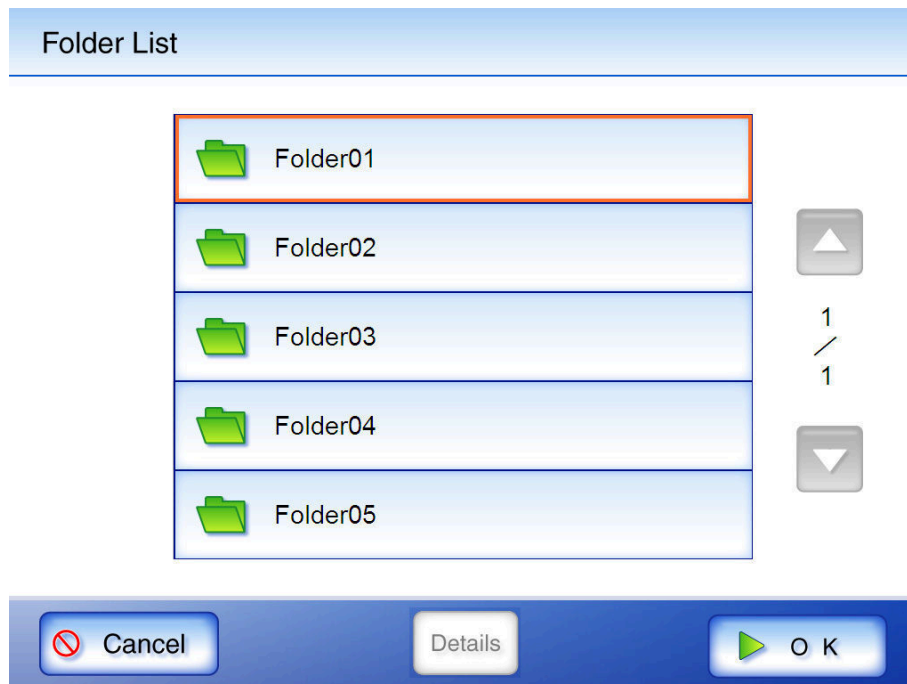 Folder List
Folder01
Folder02
Folder03
Folder04
Folder05
1
/
1
Cancel
Details
O K